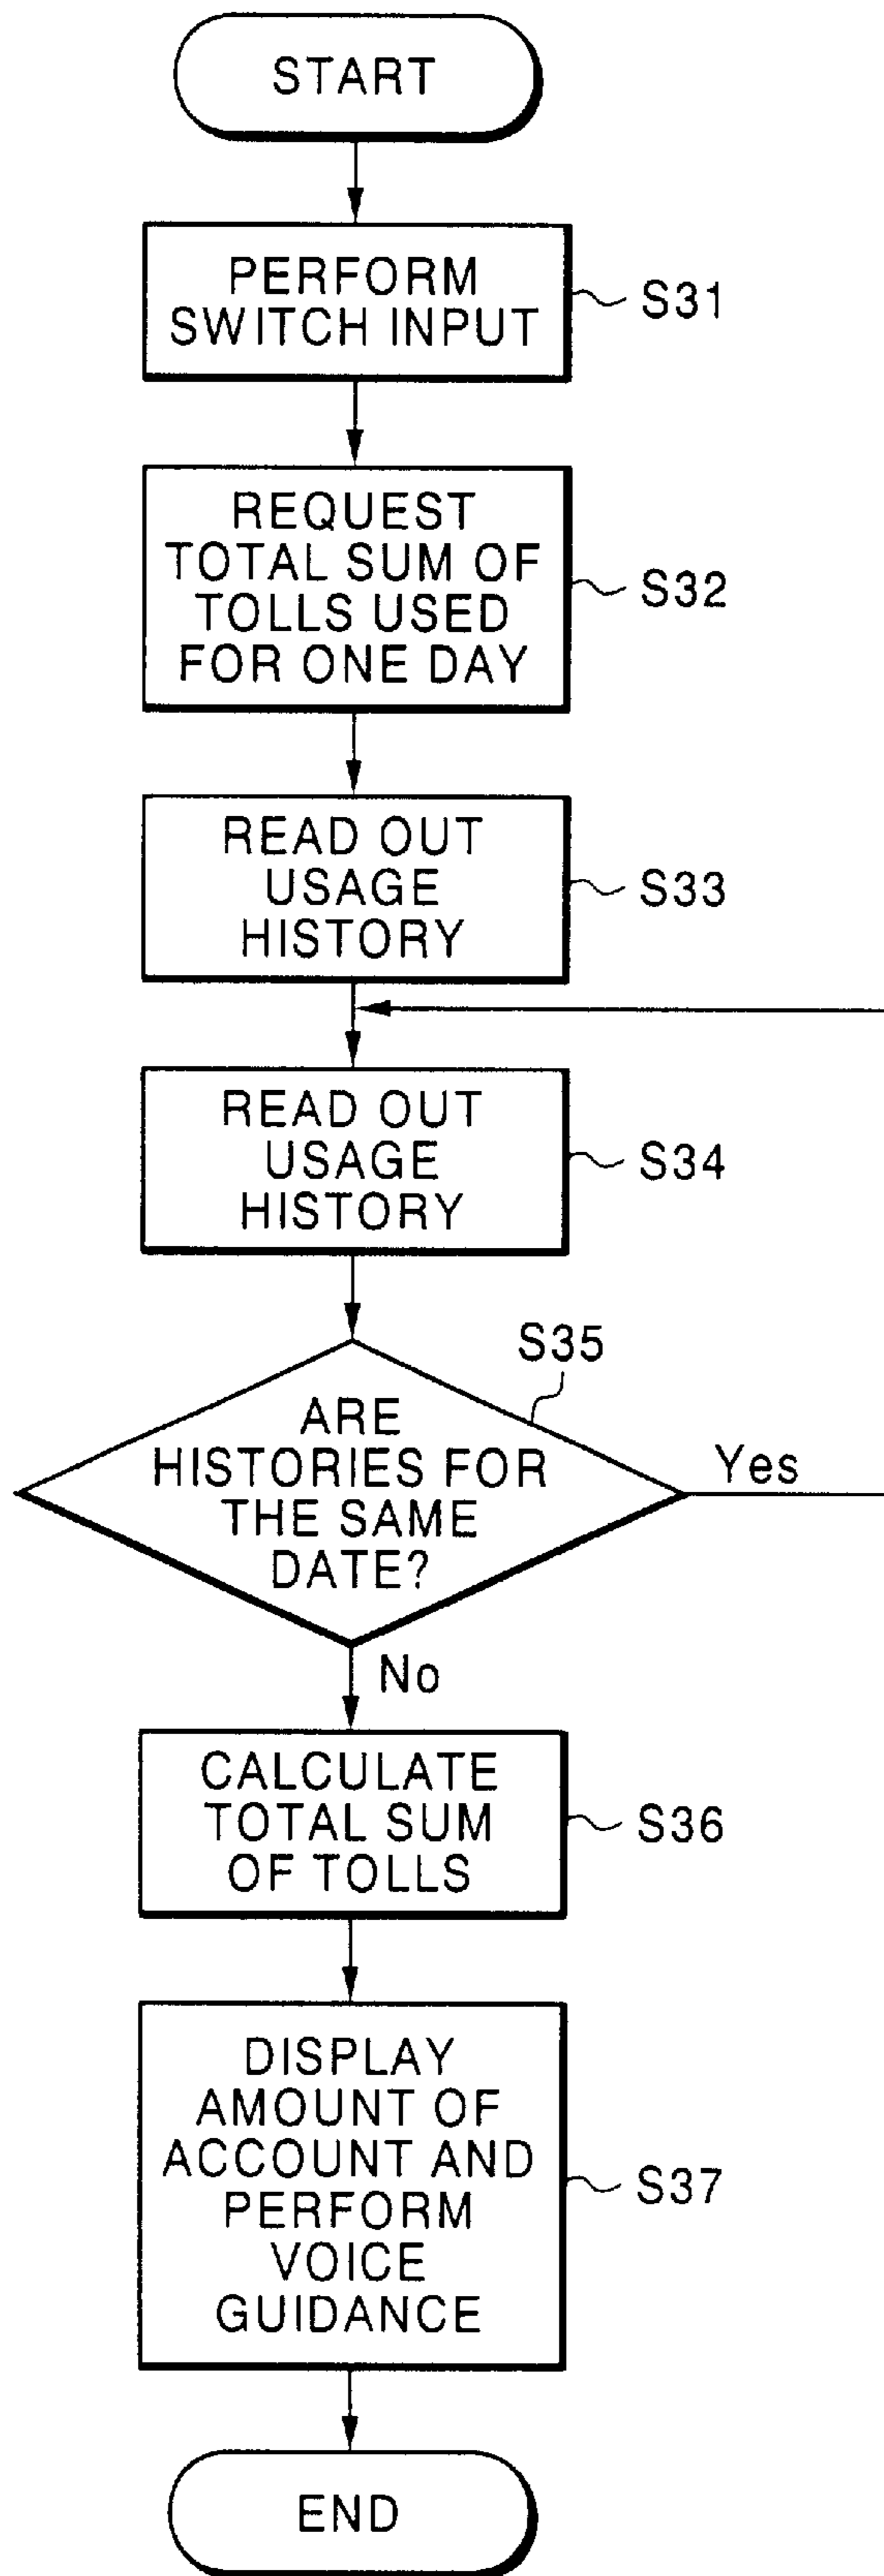 START
PERFORM
SWITCH INPUT
S31
REQUEST
TOTAL SUM OF
TOLLS USED
FOR ONE DAY
S32
READ OUT
USAGE
HISTORY
S33
READ OUT
USAGE
HISTORY
S34
S35
ARE
HISTORIES FOR
THE SAME
DATE?
Yes
No
CALCULATE
TOTAL SUM
OF TOLLS
S36
DISPLAY
AMOUNT OF
ACCOUNT AND
PERFORM
VOICE
GUIDANCE
S37
END